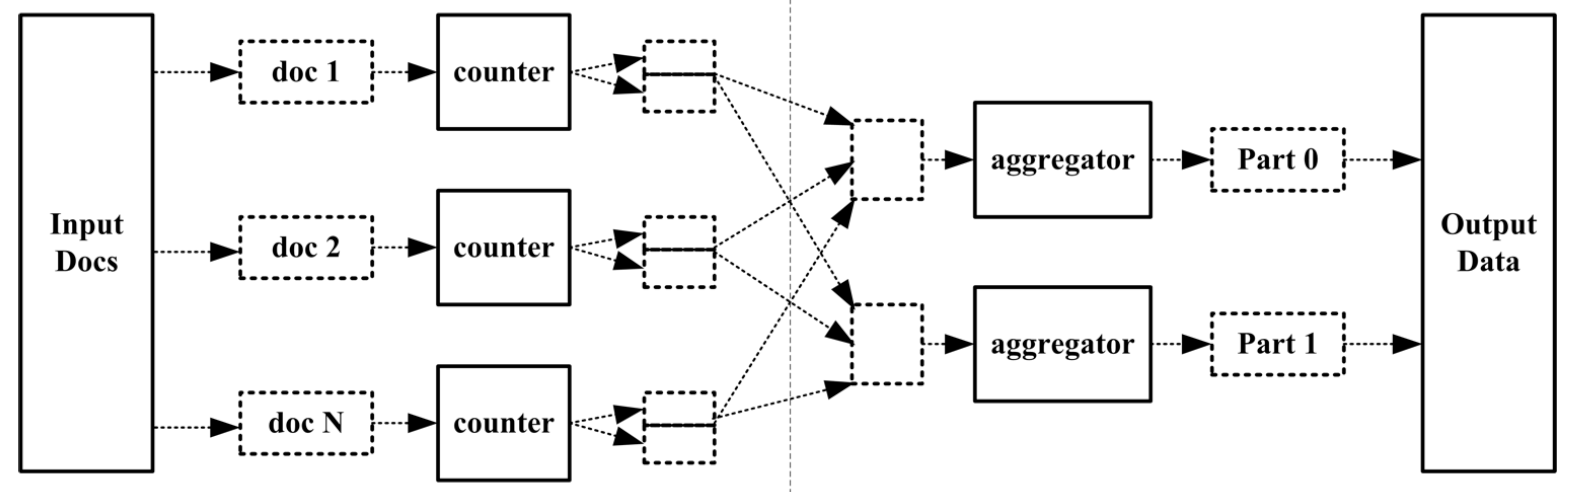 Input
Docs
doc 1
counter
doc 2
counter
doc N
counter
aggregator
Part 0
aggregator
Part 1
Output
Data